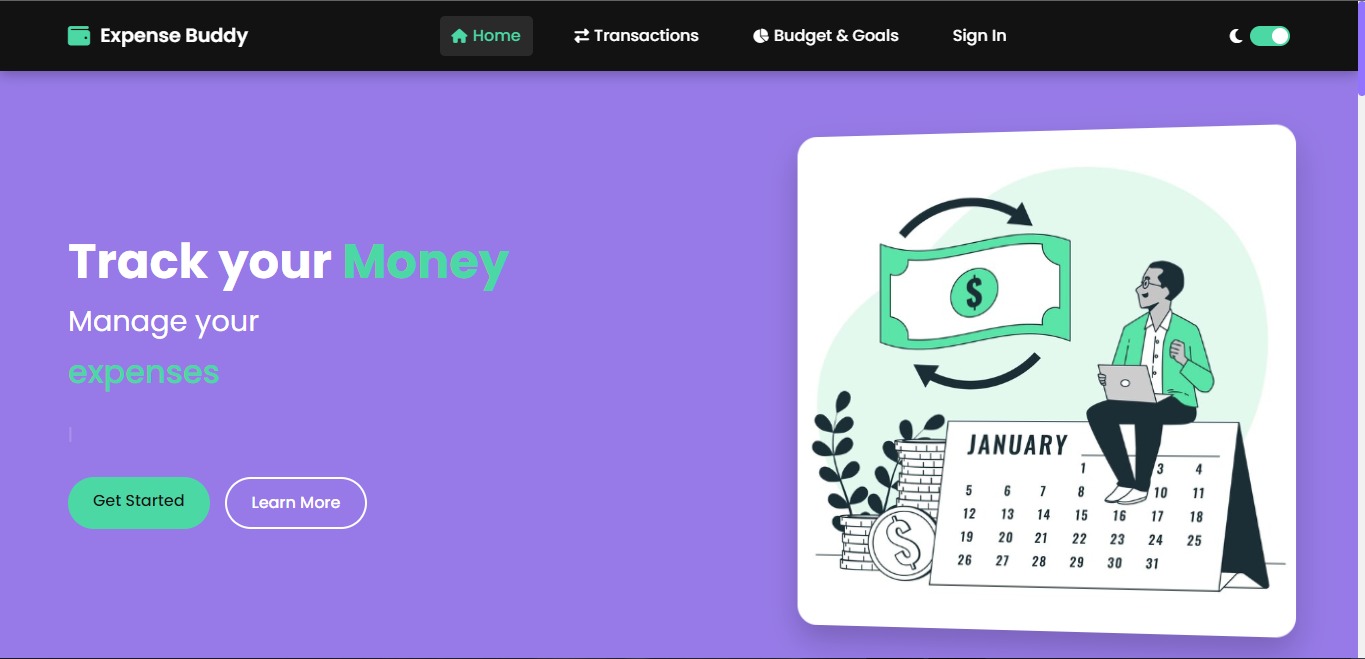 Expense Buddy
Home
Transactions
Budget & Goals
Sign In
Track your Money
Manage your
expenses
Get Started
Learn More
$
JANUARY
1 3 4
5 6 7 8 10 11
12 13 14 15 16 17 18
19 20 21 22 23 24 25
26 27 28 29 30 31
$